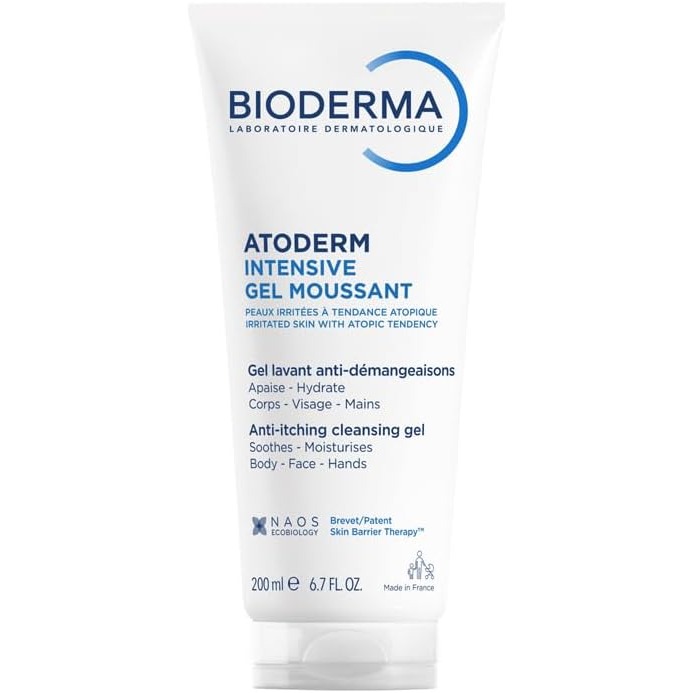 BIODERMA
LABORATOIRE DERMATOLOGIQUE
ATODERM
INTENSIVE
GEL MOUSSANT
PEAUX IRRITÉES À TENDANCE ATOPIQUE
IRRITATED SKIN WITH ATOPIC TENDENCY
Gel lavant anti-démangeaisons
Apaise - Hydrate
Corps - Visage - Mains
Anti-itching cleansing gel
Soothes - Moisturises
Body - Face - Hands
NAOS
ECOBIOLOGY
Brevet/Patent
Skin Barrier Therapy™
200 ml ℮ 6.7 FL. OZ.
Made in France